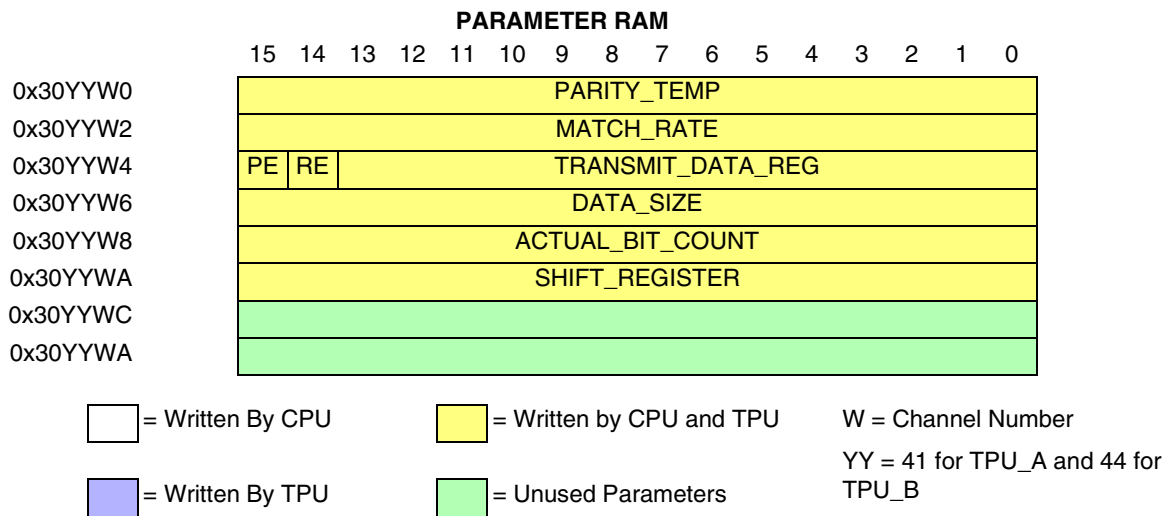 PARAMETER RAM
15 14 13 12 11 10 9 8 7 6 5 4 3 2 1 0
0x30YYW0 PARITY_TEMP
0x30YYW2 MATCH_RATE
0x30YYW4 PE RE TRANSMIT_DATA_REG
0x30YYW6 DATA_SIZE
0x30YYW8 ACTUAL_BIT_COUNT
0x30YYWA SHIFT_REGISTER
0x30YYWC
0x30YYWA
= Written By CPU = Written by CPU and TPU W = Channel Number
YY = 41 for TPU_A and 44 for
= Written By TPU = Unused Parameters TPU_B